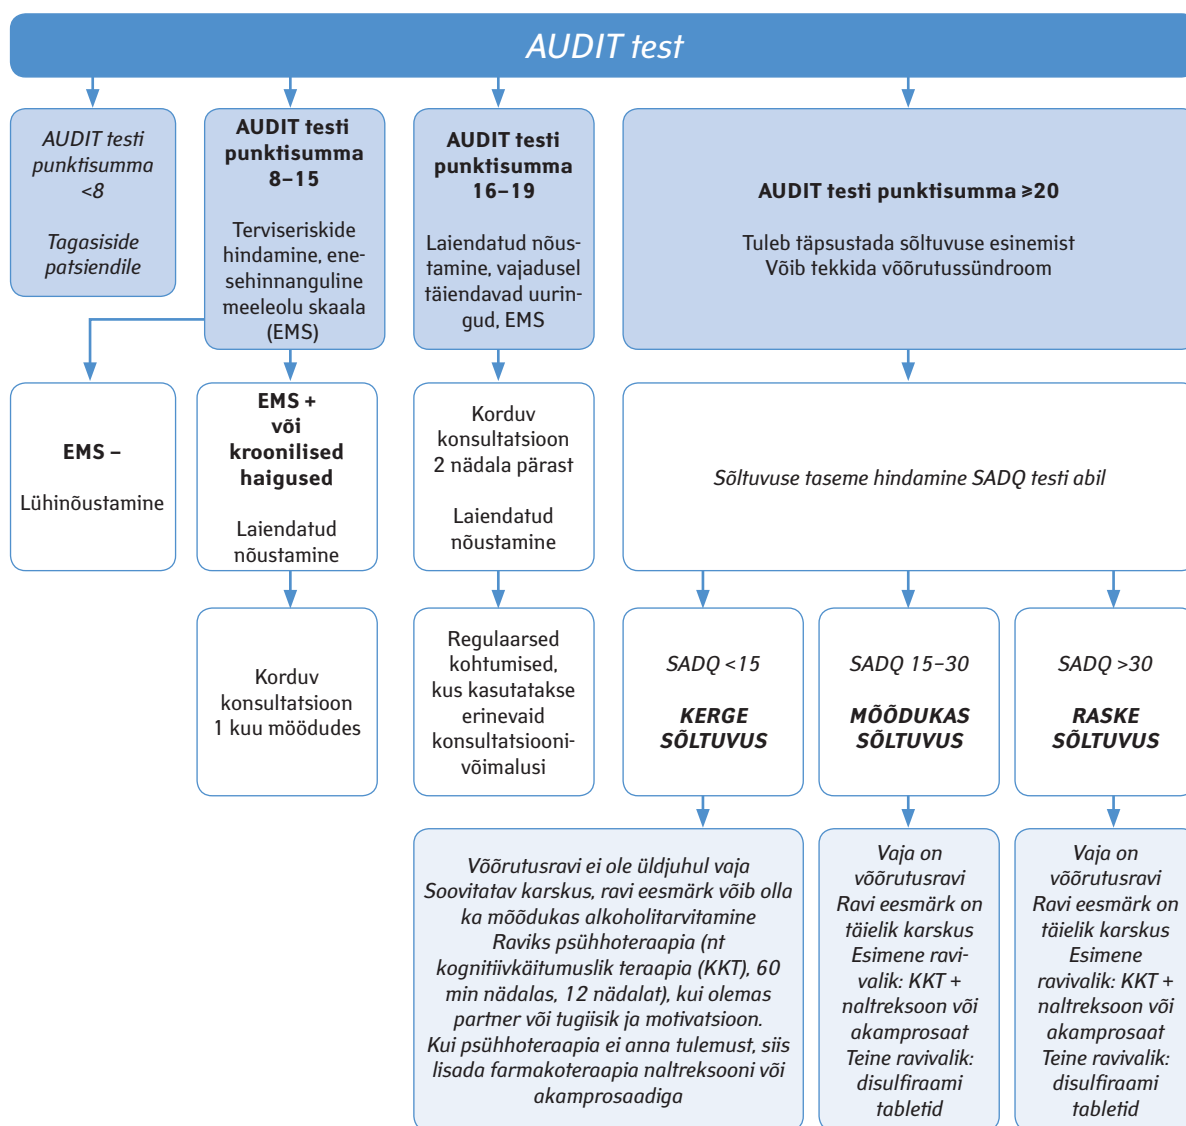 AUDIT test
AUDIT testi
punktisumma
<8
Tagasiside
patsiendile
AUDIT testi
punktisumma
8–15
Terviseriskide
hindamine, ene-
sehinnanguline
meeleolu skaala
(EMS)
AUDIT testi
punktisumma
16–19
Laiendatud nõus-
tamine, vajadusel
täiendavad uurin-
gud, EMS
AUDIT testi punktisumma ≥20
Tuleb täpsustada sõltuvuse esinemist
Võib tekkida võõrutussündroom
EMS –
Lühinõustamine
EMS +
või
kroonilised
haigused
Laiendatud
nõustamine
Korduv
konsultatsioon
2 nädala pärast
Laiendatud
nõustamine
Sõltuvuse taseme hindamine SADQ testi abil
Korduv
konsultatsioon
1 kuu möödudes
Regulaarsed
kohtumised,
kus kasutatakse
erinevaid
konsultatsiooni-
võimalusi
SADQ <15
KERGE
SÕLTUVUS
SADQ 15–30
MÕÕDUKAS
SÕLTUVUS
SADQ >30
RASKE
SÕLTUVUS
Võõrutusravi ei ole üldjuhul vaja
Soovitatav karskus, ravi eesmärk võib olla
ka mõõdukas alkoholitarvitamine
Raviks psühhoteraapia (nt
kognitiivkäitumuslik teraapia (KKT), 60
min nädalas, 12 nädalat), kui olemas
partner või tugiisik ja motivatsioon.
Kui psühhoteraapia ei anna tulemust, siis
lisada farmakoteraapia naltreksooni või
akamprosaadiga
Vaja on
võõrutusravi
Ravi eesmärk on
täielik karskus
Esimene ravi-
valik: KKT +
naltreksoon või
akamprosaat
Teine ravivalik:
disulfiraami
tabletid
Vaja on
võõrutusravi
Ravi eesmärk on
täielik karskus
Esimene
ravivalik: KKT +
naltreksoon või
akamprosaat
Teine ravivalik:
disulfiraami
tabletid